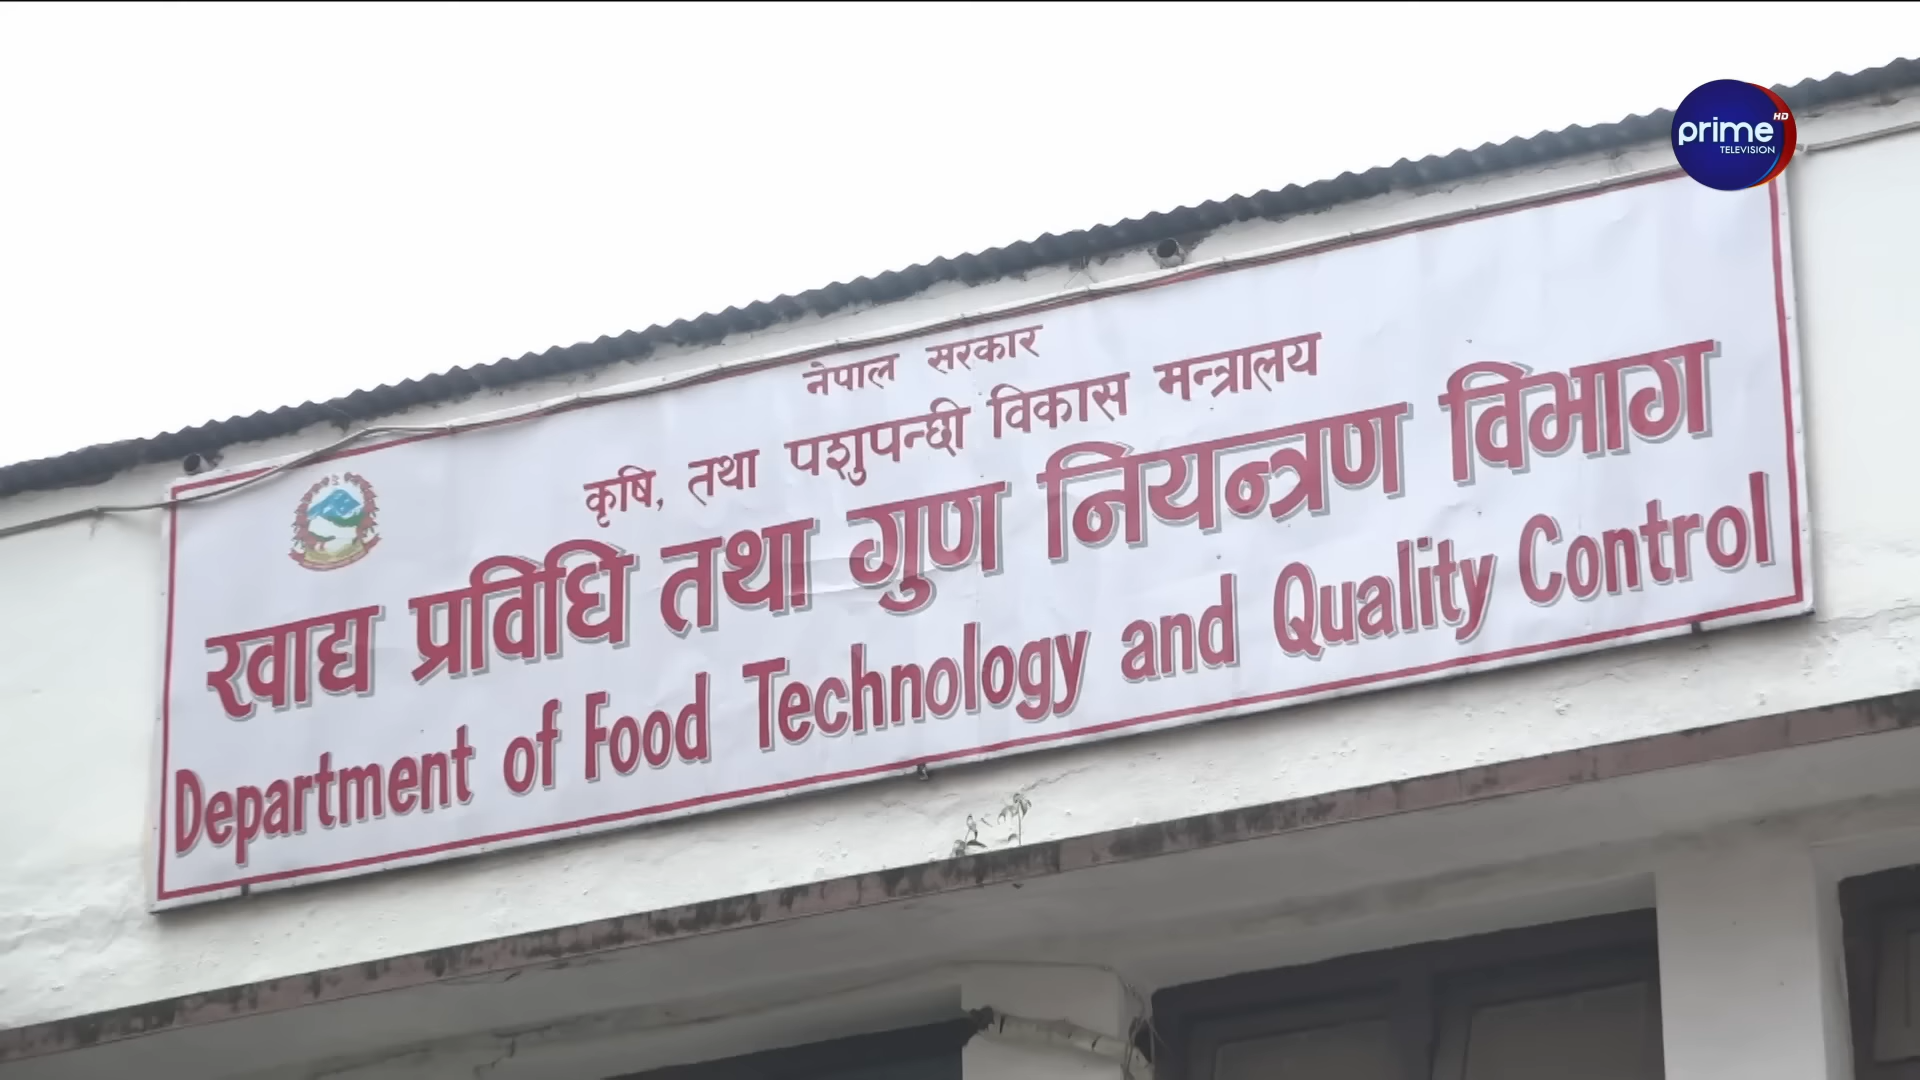 prime HD
TELEVISION
नेपाल सरकार
कृषि, तथा पशुपन्छी विकास मन्त्रालय
खाद्य प्रविधि तथा गुण नियन्त्रण विभाग
Department of Food Technology and Quality Control